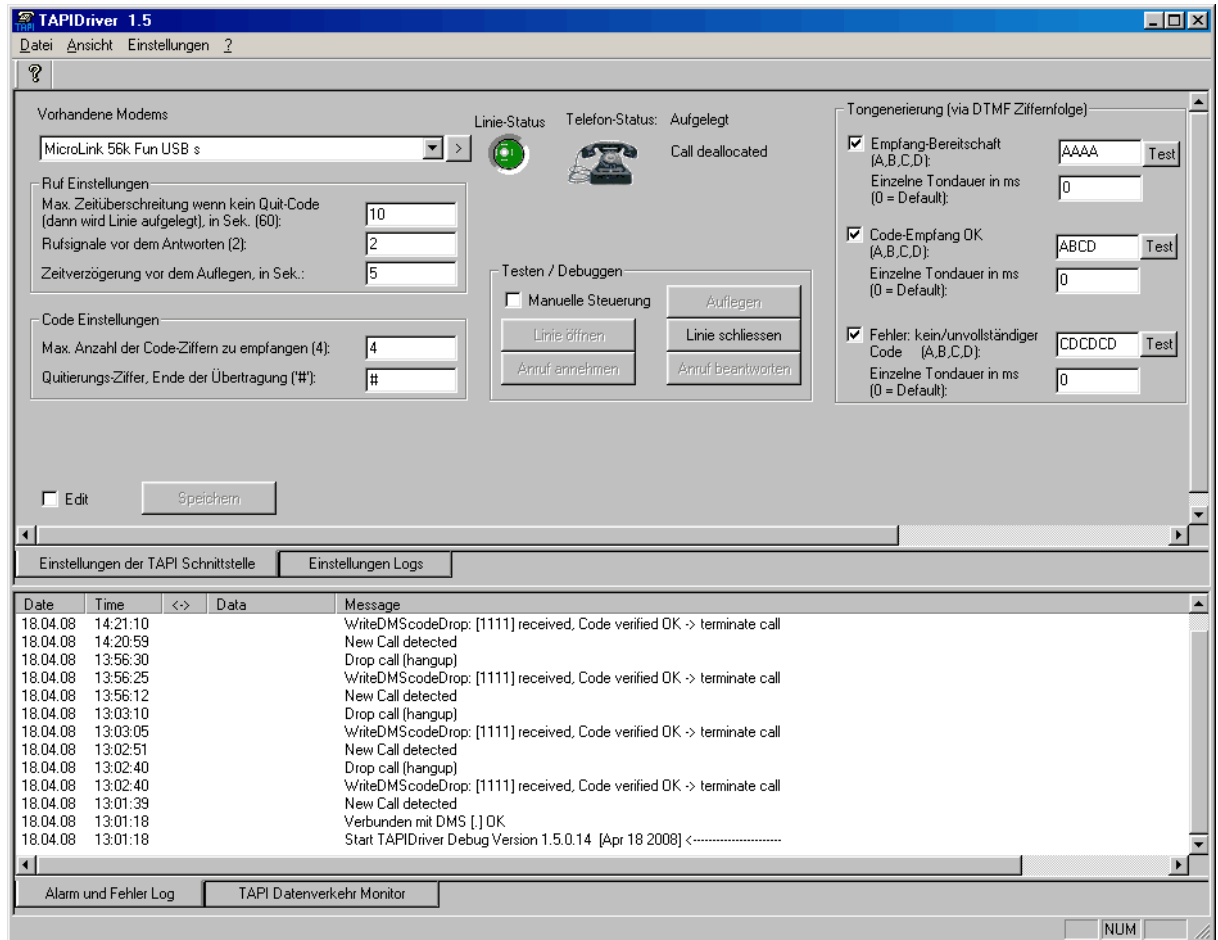 TAPIDriver 1.5
Datei Ansicht Einstellungen ?
Vorhandene Modems
MicroLink 56k Fun USB s
>
Linie-Status
Telefon-Status: Aufgelegt
Call deallocated
Ruf Einstellungen
Max. Zeitüberschreitung wenn kein Quit-Code
(dann wird Linie aufgelegt), in Sek. (60):
10
Rufsignale vor dem Antworten (2):
2
Zeitverzögerung vor dem Auflegen, in Sek.:
5
Code Einstellungen
Max. Anzahl der Code-Ziffern zu empfangen (4):
4
Quitierungs-Ziffer, Ende der Übertragung ('#'):
#
Testen / Debuggen
Manuelle Steuerung
Auflegen
Linie öffnen
Linie schliessen
Anruf annehmen
Anruf beantworten
Tongenerierung (via DTMF Ziffernfolge)
Empfang-Bereitschaft
(A,B,C,D):
AAAA
Test
Einzelne Tondauer in ms
(0 = Default):
0
Code-Empfang OK
(A,B,C,D):
ABCD
Test
Einzelne Tondauer in ms
(0 = Default):
0
Fehler: kein/unvollständiger
Code (A,B,C,D):
CDCDCD
Test
Einzelne Tondauer in ms
(0 = Default):
0
Edit
Speichern
Einstellungen der TAPI Schnittstelle
Einstellungen Logs
Date Time <-> Data Message
18.04.08 14:21:10 WriteDMScodeDrop: [1111] received, Code verified OK -> terminate call
18.04.08 14:20:59 New Call detected
18.04.08 13:56:30 Drop call (hangup)
18.04.08 13:56:25 WriteDMScodeDrop: [1111] received, Code verified OK -> terminate call
18.04.08 13:56:12 New Call detected
18.04.08 13:03:10 Drop call (hangup)
18.04.08 13:03:05 WriteDMScodeDrop: [1111] received, Code verified OK -> terminate call
18.04.08 13:02:51 New Call detected
18.04.08 13:02:40 Drop call (hangup)
18.04.08 13:02:40 WriteDMScodeDrop: [1111] received, Code verified OK -> terminate call
18.04.08 13:01:39 New Call detected
18.04.08 13:01:18 Verbunden mit DMS [.] OK
18.04.08 13:01:18 Start TAPIDriver Debug Version 1.5.0.14 [Apr 18 2008] <----------------------
Alarm und Fehler Log
TAPI Datenverkehr Monitor
NUM